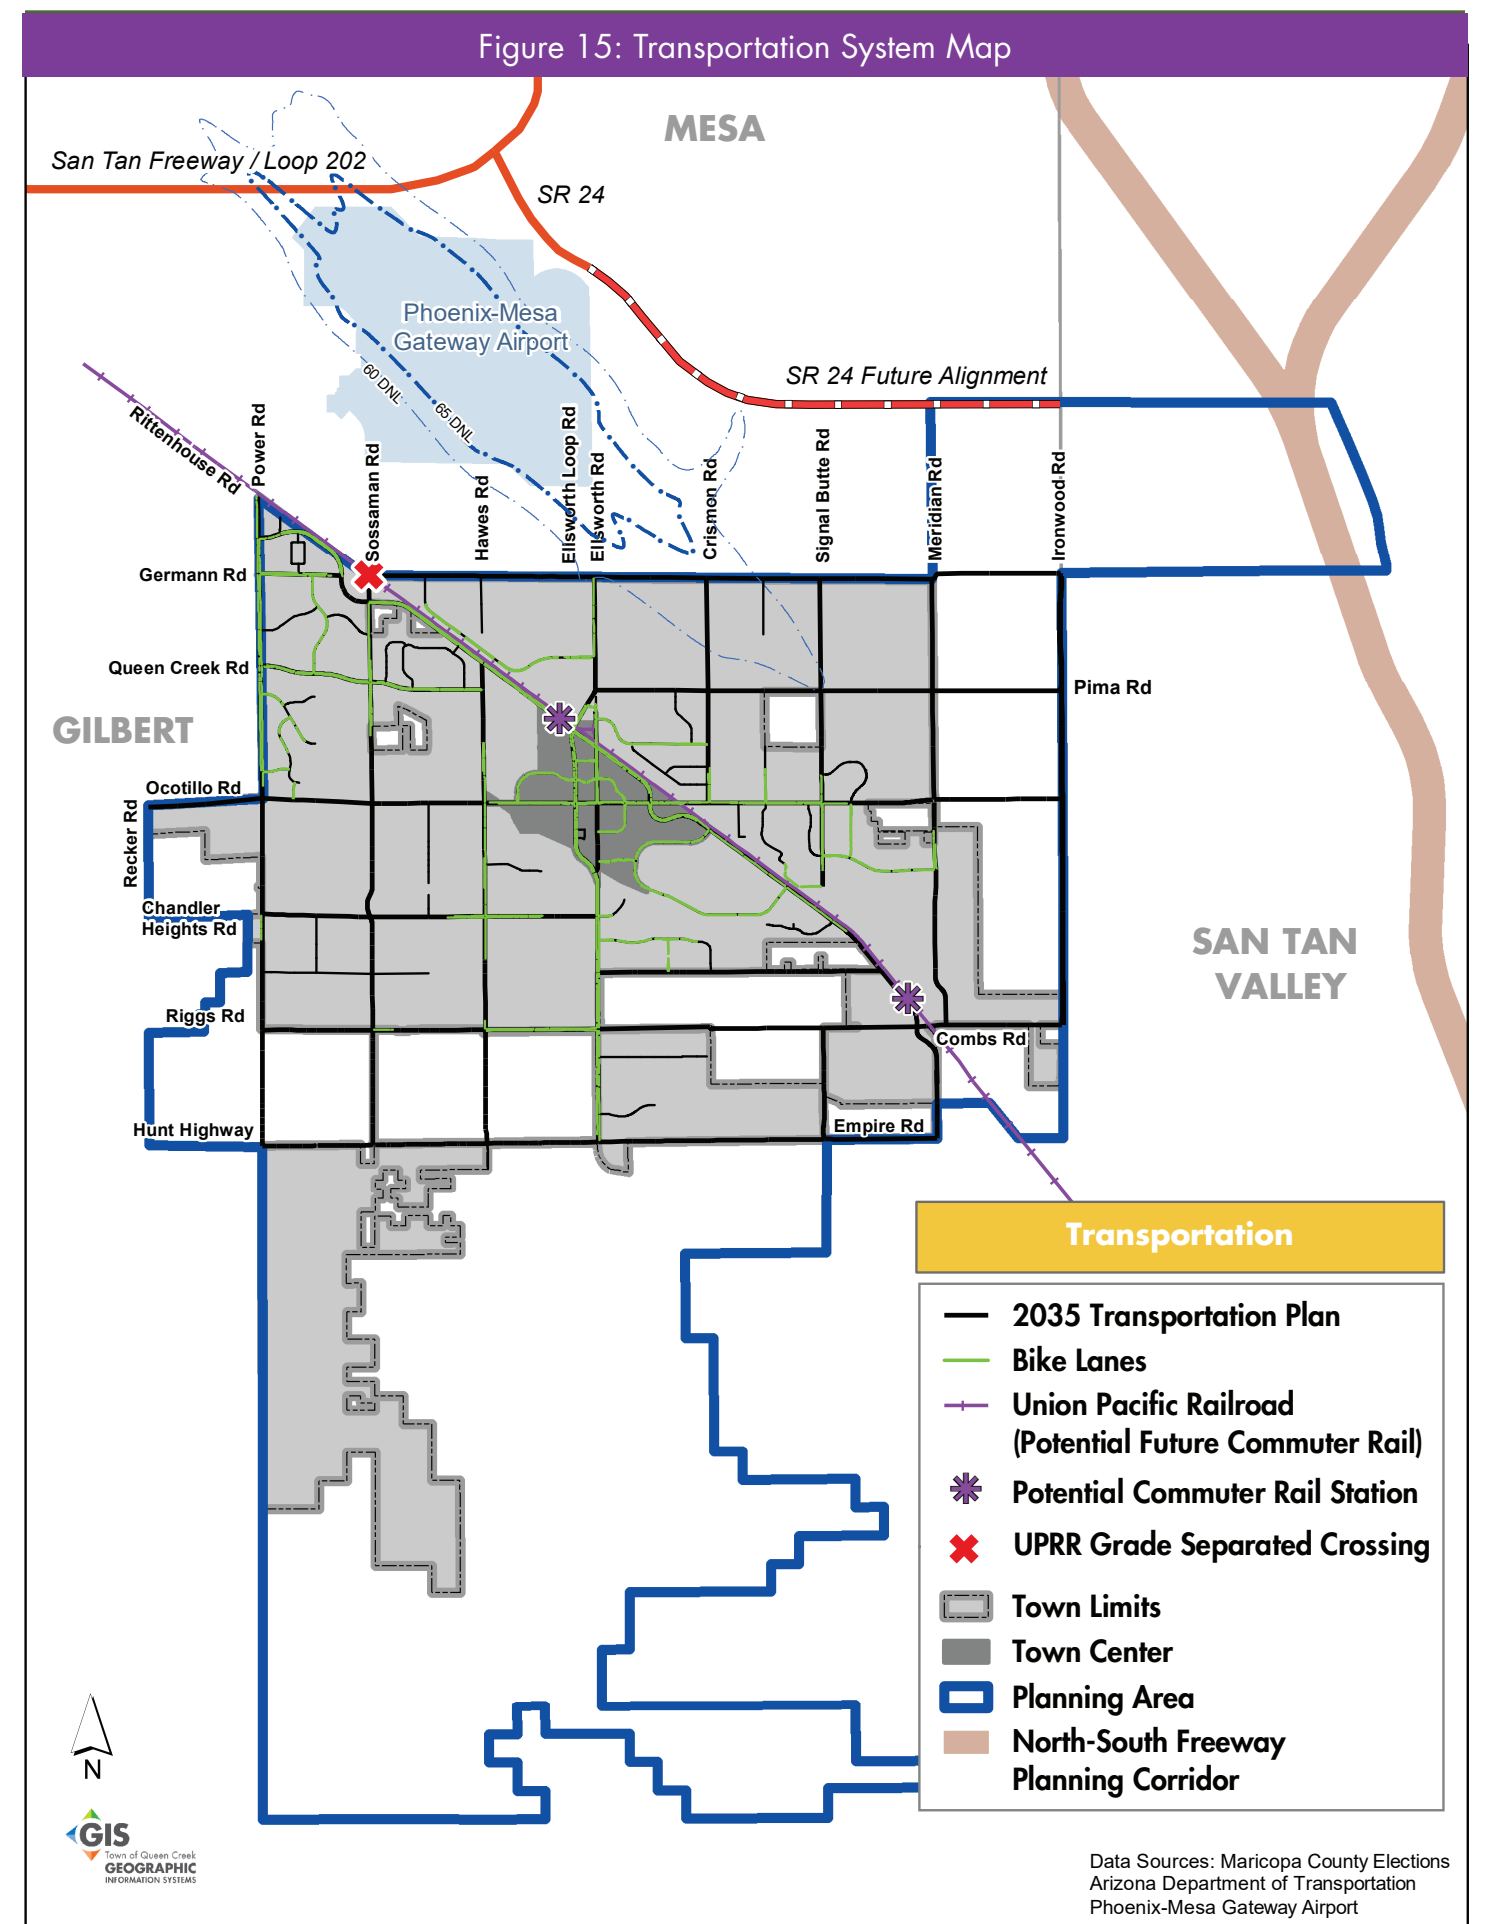 Figure 15: Transportation System Map
MESA
San Tan Freeway / Loop 202
SR 24
Phoenix-Mesa
Gateway Airport
SR 24 Future Alignment
60 DNL
65 DNL
Rittenhouse Rd
Power Rd
Sossaman Rd
Hawes Rd
Ellsworth Loop Rd
Ellsworth Rd
Crismon Rd
Signal Butte Rd
Meridian Rd
Ironwood Rd
Germann Rd
Queen Creek Rd
Pima Rd
GILBERT
Ocotillo Rd
Recker Rd
Chandler
Heights Rd
SAN TAN
VALLEY
Riggs Rd
Combs Rd
Hunt Highway
Empire Rd
Transportation
2035 Transportation Plan
Bike Lanes
Union Pacific Railroad
(Potential Future Commuter Rail)
Potential Commuter Rail Station
UPRR Grade Separated Crossing
Town Limits
Town Center
Planning Area
North-South Freeway
Planning Corridor
N
GIS
Town of Queen Creek
GEOGRAPHIC
INFORMATION SYSTEMS
Data Sources: Maricopa County Elections
Arizona Department of Transportation
Phoenix-Mesa Gateway Airport